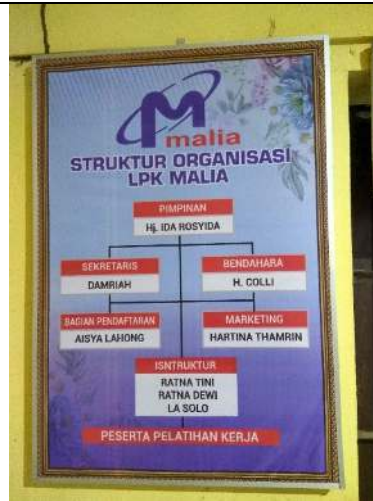 M
malia
STRUKTUR ORGANISASI
LPK MALIA
PIMPINAN
Hj. IDA ROSYIDA
SEKRETARIS
DAMRIAH
BENDAHARA
H. COLLI
BAGIAN PENDAFTARAN
AISYA LAHONG
MARKETING
HARTINA THAMRIN
ISNTRUKTUR
RATNA TINI
RATNA DEWI
LA SOLO
PESERTA PELATIHAN KERJA